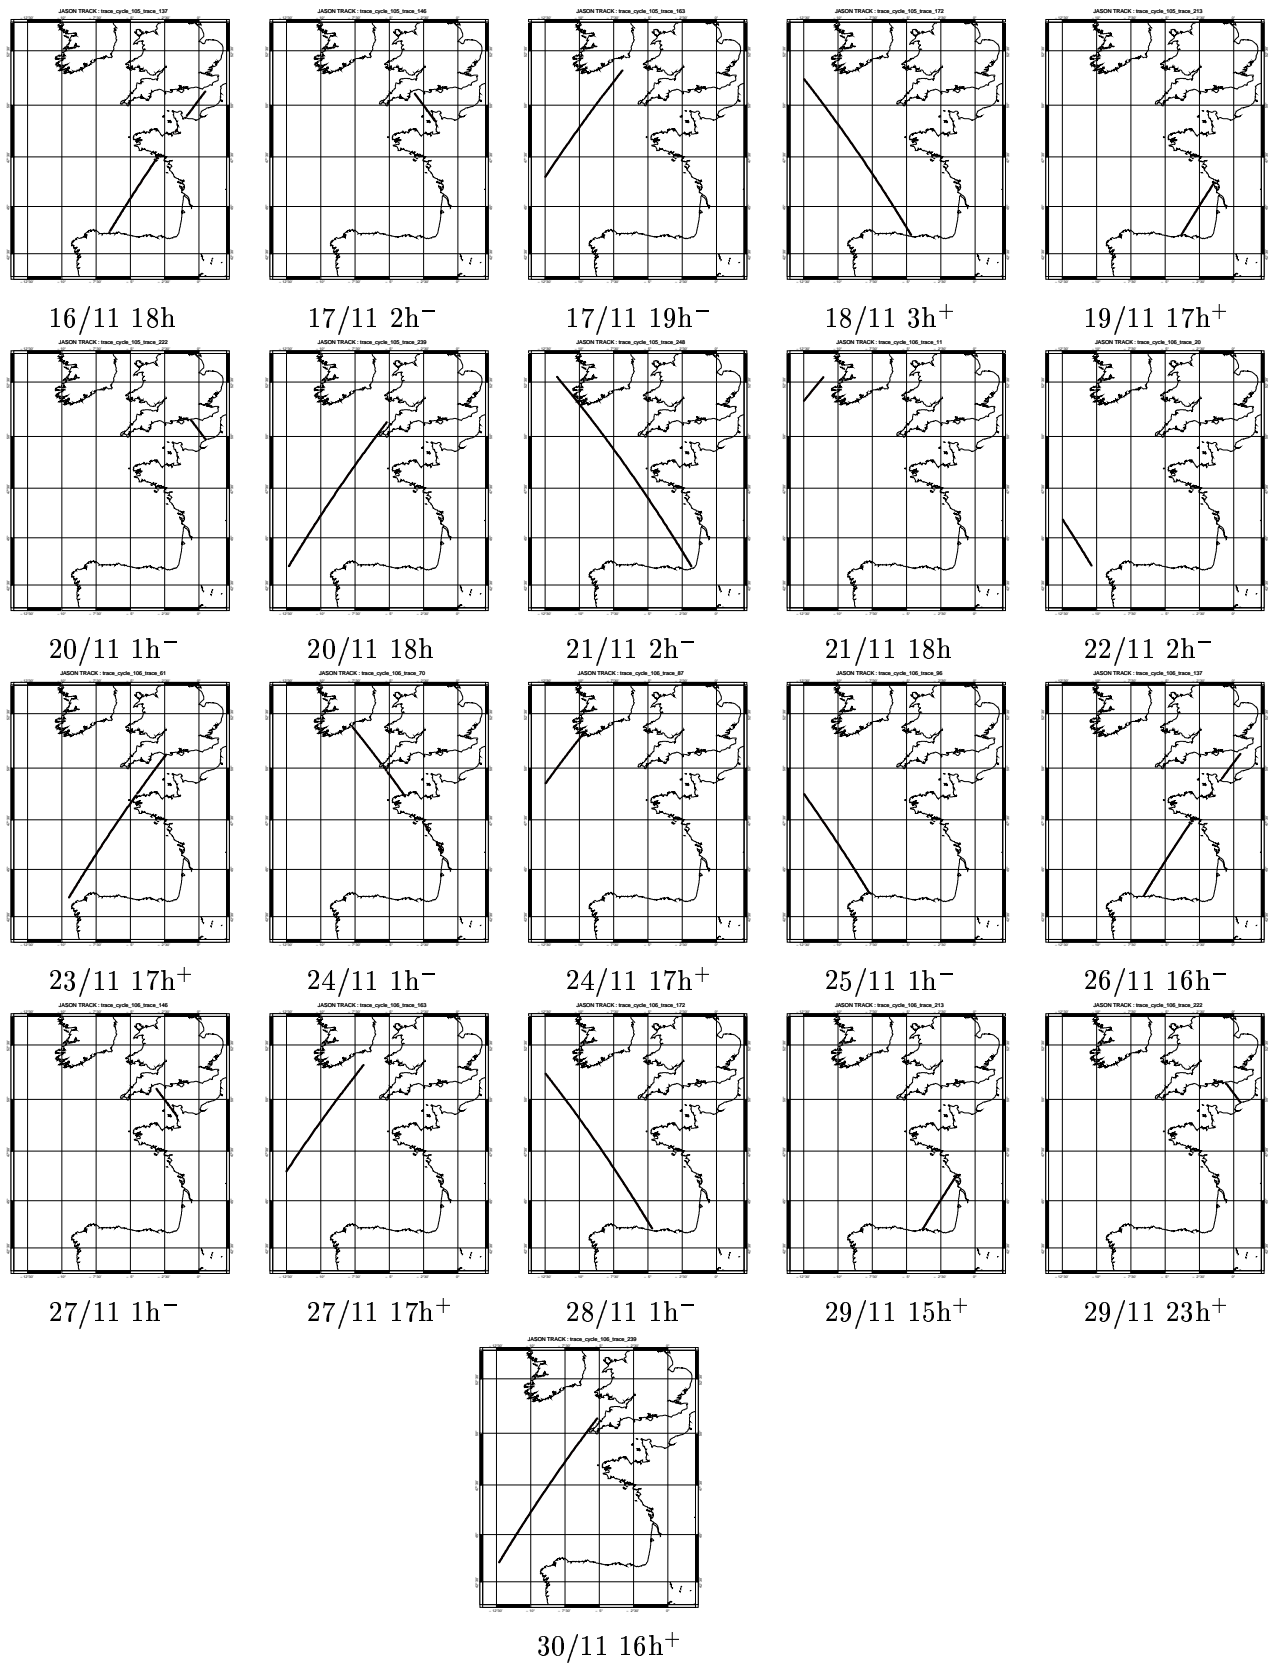 JASON TRACK : trace_cycle_105_trace_137
JASON TRACK : trace_cycle_105_trace_146
JASON TRACK : trace_cycle_105_trace_163
JASON TRACK : trace_cycle_105_trace_172
JASON TRACK : trace_cycle_105_trace_213
16/11 18h
17/11 2h⁻
17/11 19h⁻
18/11 3h⁺
19/11 17h⁺
JASON TRACK : trace_cycle_105_trace_222
JASON TRACK : trace_cycle_105_trace_239
JASON TRACK : trace_cycle_105_trace_248
JASON TRACK : trace_cycle_106_trace_11
JASON TRACK : trace_cycle_106_trace_20
20/11 1h⁻
20/11 18h
21/11 2h⁻
21/11 18h
22/11 2h⁻
JASON TRACK : trace_cycle_106_trace_61
JASON TRACK : trace_cycle_106_trace_70
JASON TRACK : trace_cycle_106_trace_87
JASON TRACK : trace_cycle_106_trace_96
JASON TRACK : trace_cycle_106_trace_137
23/11 17h⁺
24/11 1h⁻
24/11 17h⁺
25/11 1h⁻
26/11 16h⁻
JASON TRACK : trace_cycle_106_trace_146
JASON TRACK : trace_cycle_106_trace_163
JASON TRACK : trace_cycle_106_trace_172
JASON TRACK : trace_cycle_106_trace_213
JASON TRACK : trace_cycle_106_trace_222
27/11 1h⁻
27/11 17h⁺
28/11 1h⁻
29/11 15h⁺
29/11 23h⁺
JASON TRACK : trace_cycle_106_trace_239
30/11 16h⁺